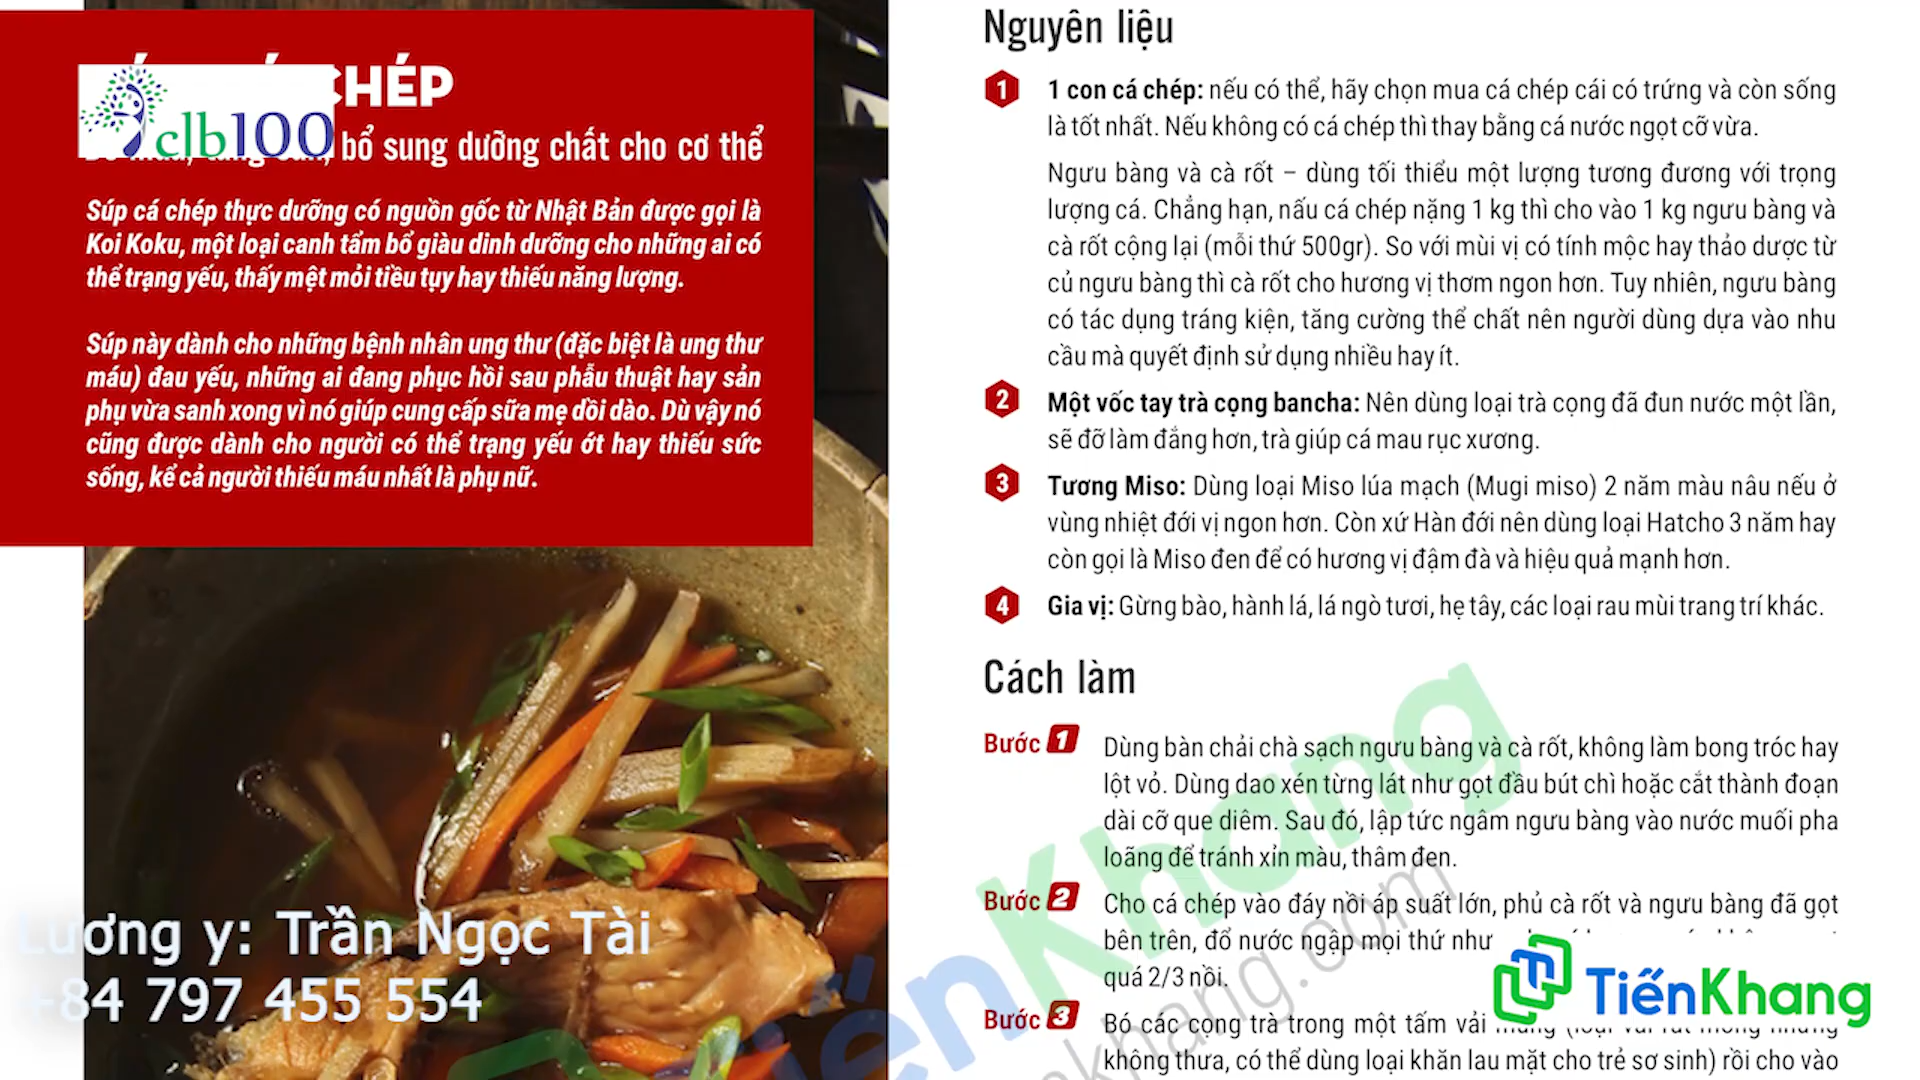 CHÉP
clb100
bổ sung dưỡng chất cho cơ thể
Súp cá chép thực dưỡng có nguồn gốc từ Nhật Bản được gọi là
Koi Koku, một loại canh tẩm bổ giàu dinh dưỡng cho những ai có
thể trạng yếu, thấy mệt mỏi tiều tụy hay thiếu năng lượng.
Súp này dành cho những bệnh nhân ung thư (đặc biệt là ung thư
máu) đau yếu, những ai đang phục hồi sau phẫu thuật hay sản
phụ vừa sanh xong vì nó giúp cung cấp sữa mẹ dồi dào. Dù vậy nó
cũng được dành cho người có thể trạng yếu ớt hay thiếu sức
sống, kể cả người thiếu máu nhất là phụ nữ.
Lương y: Trần Ngọc Tài
+84 797 455 554
Nguyên liệu
1 1 con cá chép: nếu có thể, hãy chọn mua cá chép cái có trứng và còn sống
là tốt nhất. Nếu không có cá chép thì thay bằng cá nước ngọt cỡ vừa.
Ngưu bàng và cà rốt – dùng tối thiểu một lượng tương đương với trọng
lượng cá. Chẳng hạn, nấu cá chép nặng 1 kg thì cho vào 1 kg ngưu bàng và
cà rốt cộng lại (mỗi thứ 500gr). So với mùi vị có tính mộc hay thảo dược từ
củ ngưu bàng thì cà rốt cho hương vị thơm ngon hơn. Tuy nhiên, ngưu bàng
có tác dụng tráng kiện, tăng cường thể chất nên người dùng dựa vào nhu
cầu mà quyết định sử dụng nhiều hay ít.
2 Một vốc tay trà cọng bancha: Nên dùng loại trà cọng đã đun nước một lần,
sẽ đỡ làm đắng hơn, trà giúp cá mau rục xương.
3 Tương Miso: Dùng loại Miso lúa mạch (Mugi miso) 2 năm màu nâu nếu ở
vùng nhiệt đới vị ngon hơn. Còn xứ Hàn đới nên dùng loại Hatcho 3 năm hay
còn gọi là Miso đen để có hương vị đậm đà và hiệu quả mạnh hơn.
4 Gia vị: Gừng bào, hành lá, lá ngò tươi, hẹ tây, các loại rau mùi trang trí khác.
Cách làm
Bước 1 Dùng bàn chải chà sạch ngưu bàng và cà rốt, không làm bong tróc hay
lột vỏ. Dùng dao xén từng lát như gọt đầu bút chì hoặc cắt thành đoạn
dài cỡ que diêm. Sau đó, lập tức ngâm ngưu bàng vào nước muối pha
loãng để tránh xỉn màu, thâm đen.
Bước 2 Cho cá chép vào đáy nồi áp suất lớn, phủ cà rốt và ngưu bàng đã gọt
bên trên, đổ nước ngập mọi thứ như
quá 2/3 nồi.
Bước 3 Bó các cọng trà trong một tấm vải
không thưa, có thể dùng loại khăn lau mặt cho trẻ sơ sinh) rồi cho vào
TiếnKhang